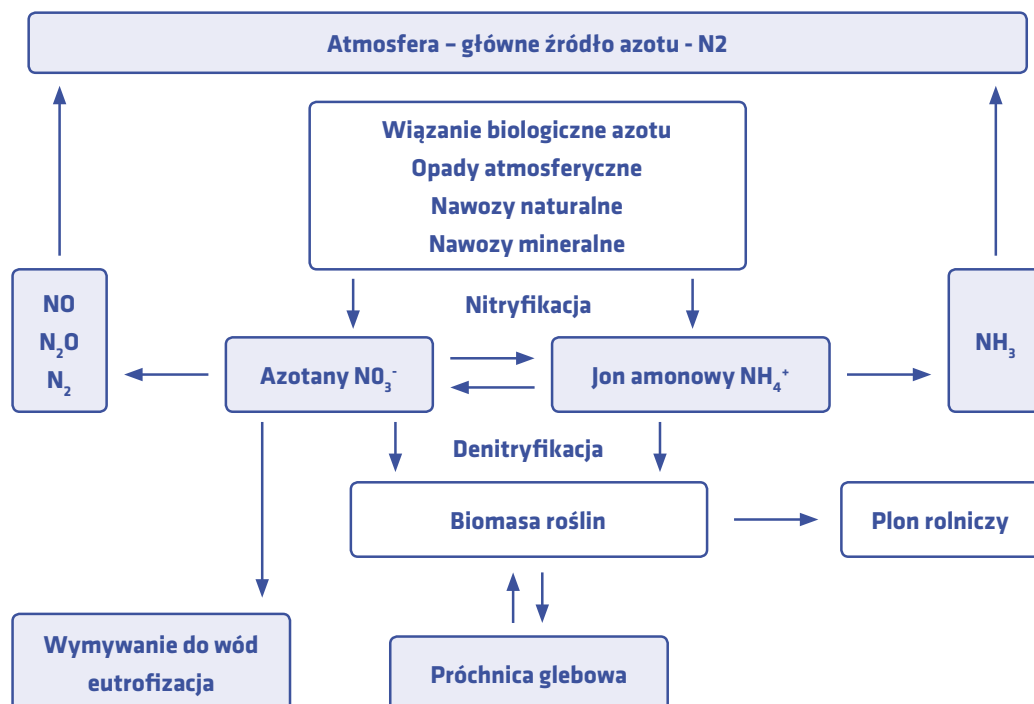 Atmosfera – główne źródło azotu - N2
Wiązanie biologiczne azotu
Opady atmosferyczne
Nawozy naturalne
Nawozy mineralne
NO
N₂O
N₂
Nitryfikacja
NH₃
Azotany NO₃⁻
Jon amonowy NH₄⁺
Denitryfikacja
Biomasa roślin
Plon rolniczy
Wymywanie do wód
eutrofizacja
Próchnica glebowa